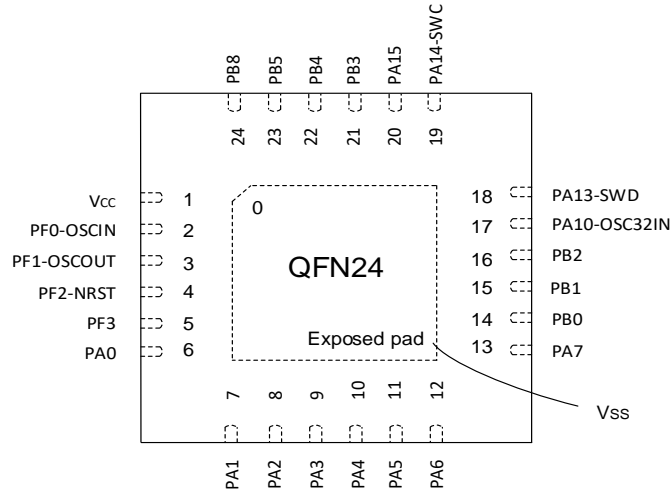 PB8
PB5
PB4
PB3
PA15
PA14-SWC
24
23
22
21
20
19
Vcc
1
PF0-OSCIN
2
PF1-OSCOUT
3
PF2-NRST
4
PF3
5
PA0
6
0
QFN24
Exposed pad
18
PA13-SWD
17
PA10-OSC32IN
16
PB2
15
PB1
14
PB0
13
PA7
Vss
7
8
9
10
11
12
PA1
PA2
PA3
PA4
PA5
PA6